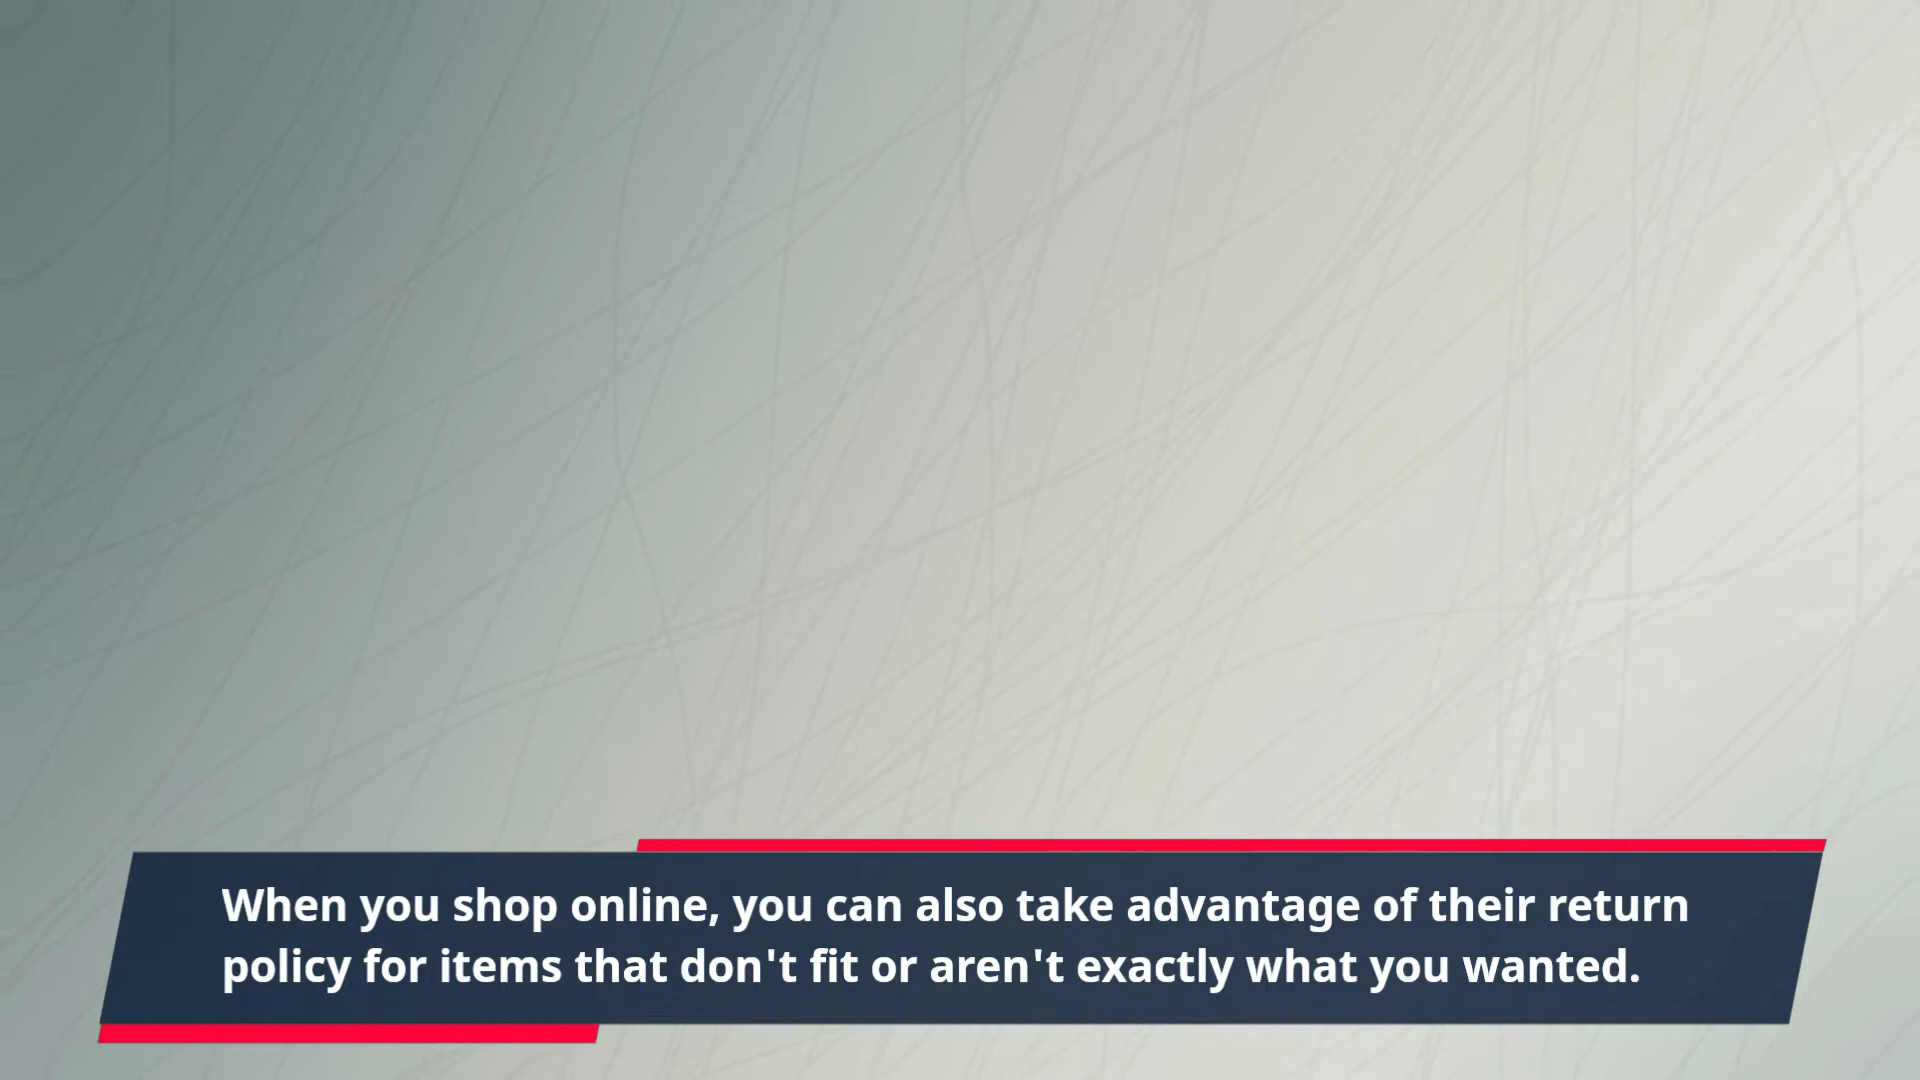 When you shop online, you can also take advantage of their return
policy for items that don't fit or aren't exactly what you wanted.